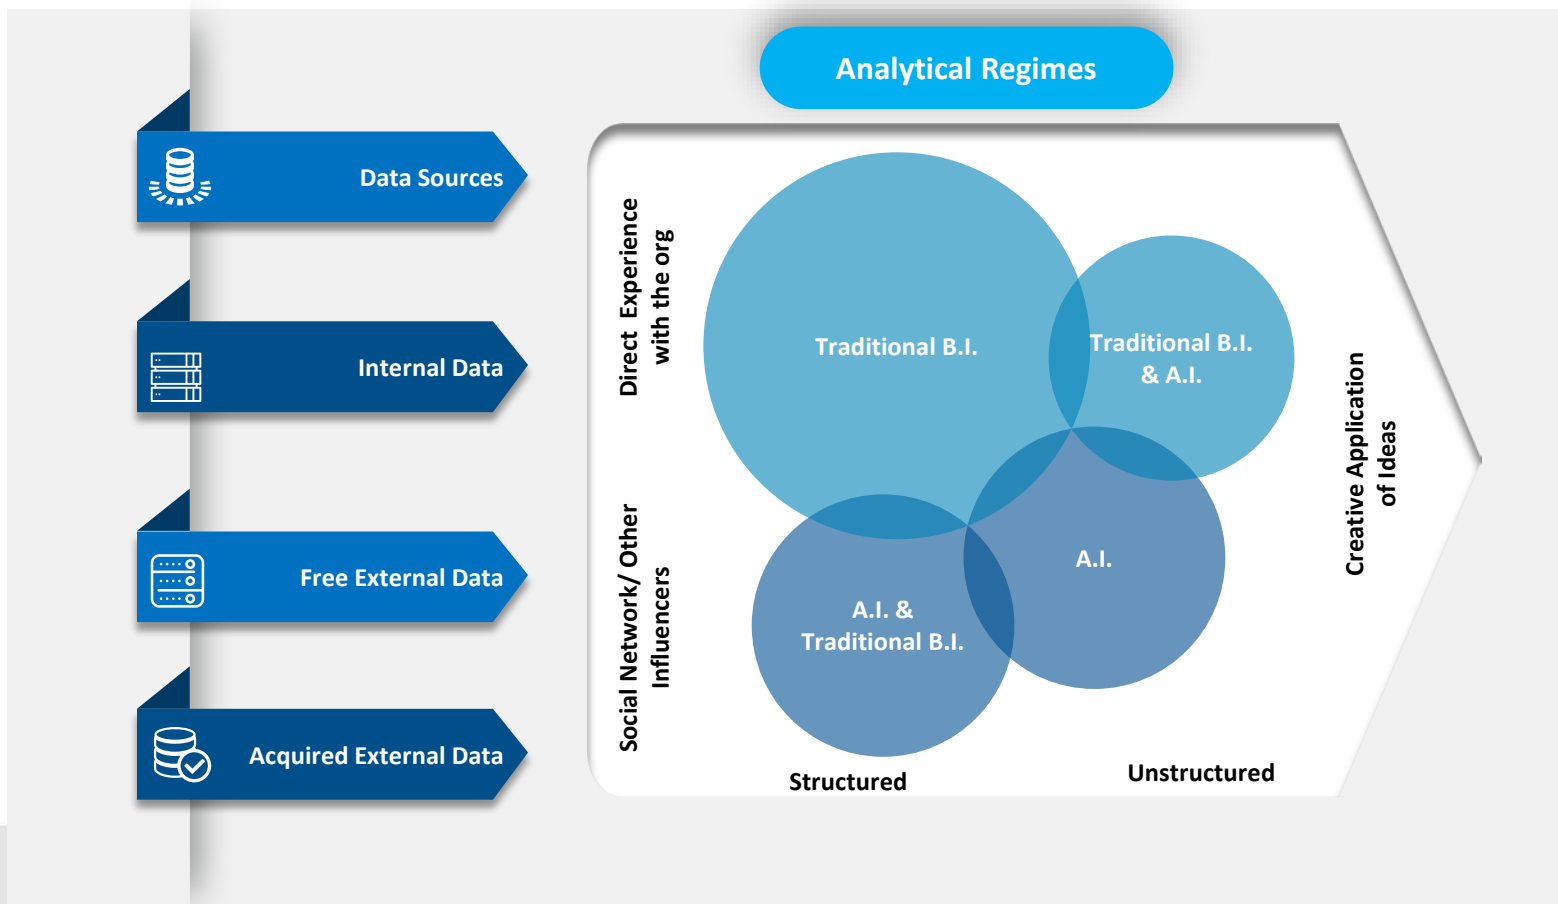 Analytical Regimes
Data Sources
Internal Data
Free External Data
Acquired External Data
Direct Experience
with the org
Social Network/ Other
Influencers
Traditional B.I.
Traditional B.I.
& A.I.
A.I. &
Traditional B.I.
A.I.
Structured
Unstructured
Creative Application
of Ideas